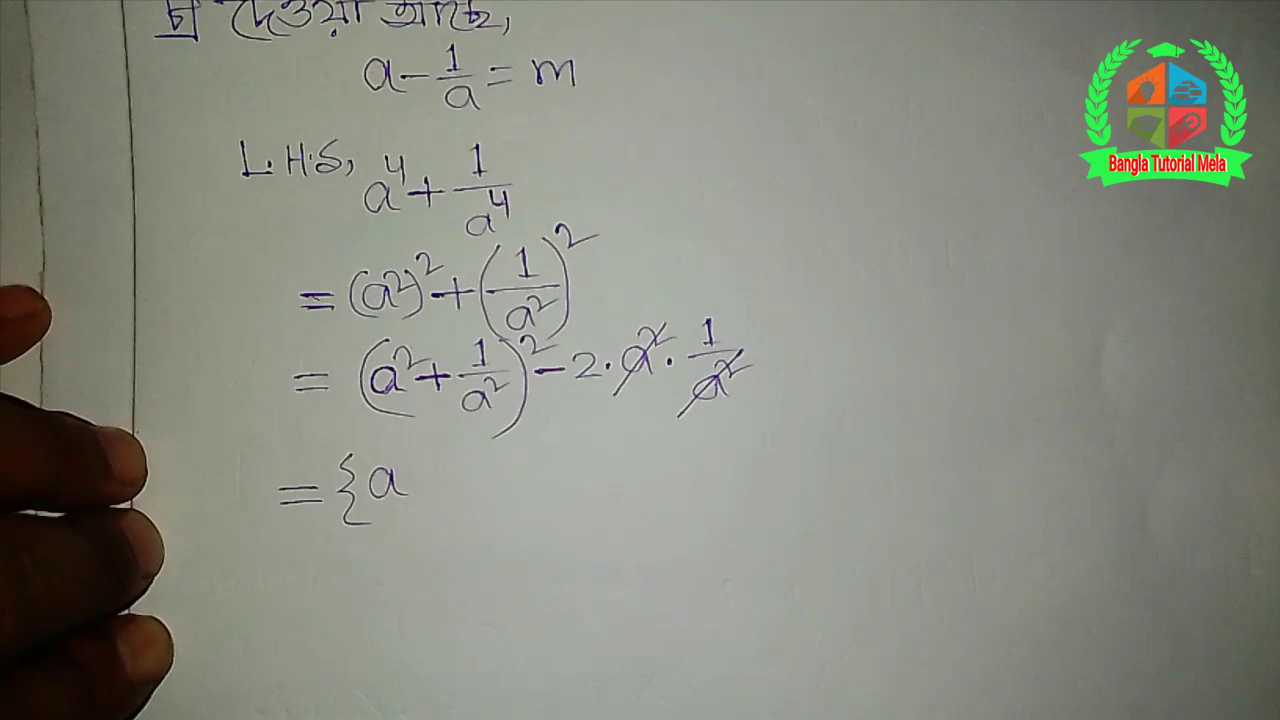 দেওয়া আছে,
a - 1/a = m
L.H.S, a⁴ + 1/a⁴
= (a²)² + (1/a²)²
= (a² + 1/a²)² - 2 · a² · 1/a²
= {a
Bangla Tutorial Mela